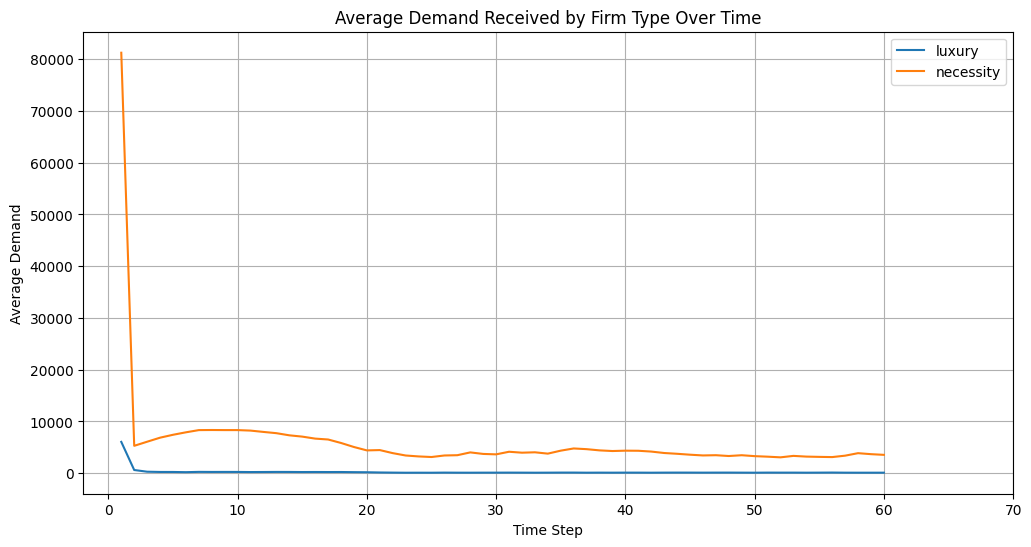 Average Demand Received by Firm Type Over Time
luxury
necessity
Average Demand
80000
70000
60000
50000
40000
30000
20000
10000
0
0 10 20 30 40 50 60 70
Time Step